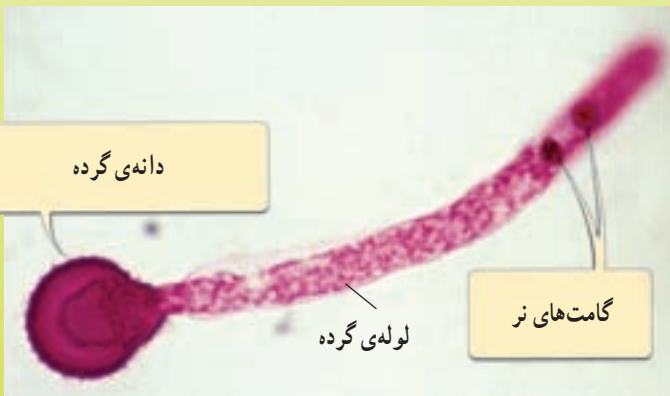 دانه‌ی گرده
گامت‌های نر
لوله‌ی گرده